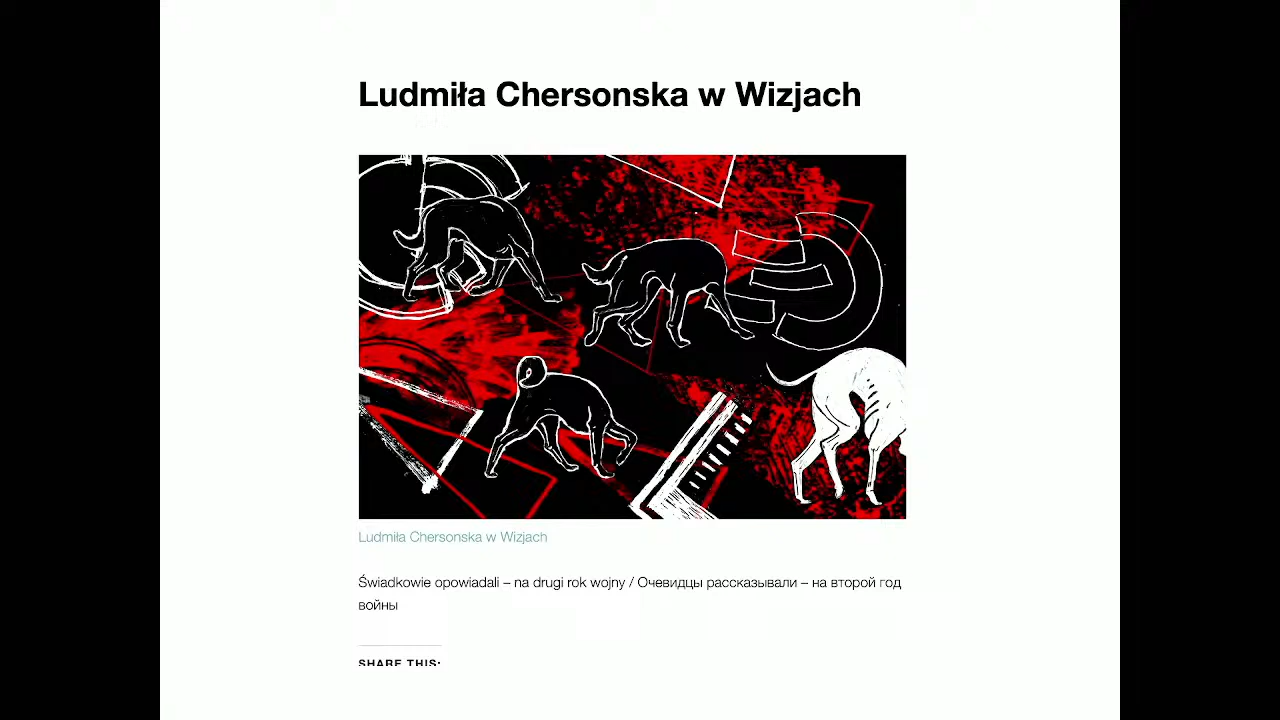 Ludmiła Chersonska w Wizjach
Ludmiła Chersonska w Wizjach
Świadkowie opowiadali – na drugi rok wojny / Очевидцы рассказывали – на второй год
войны
SHARE THIS: